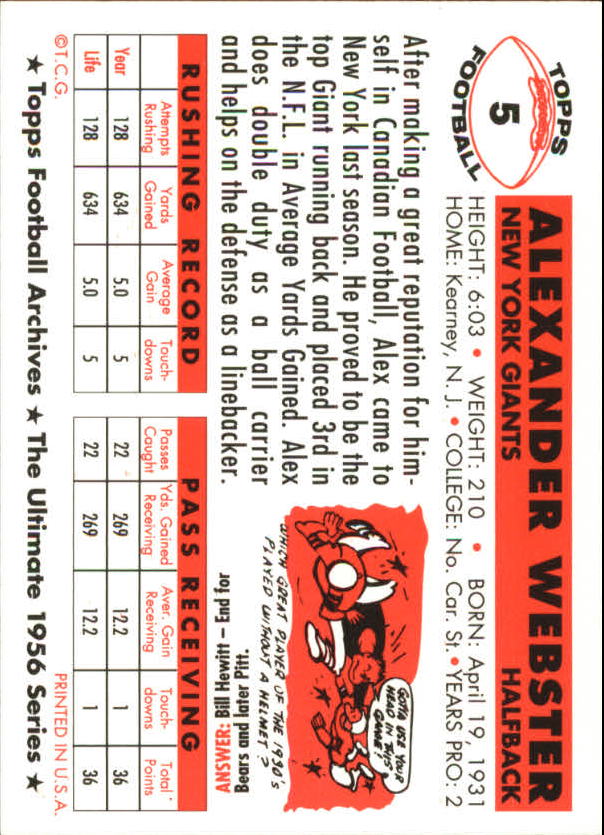 TOPPS
5
FOOTBALL
ALEXANDER WEBSTER
NEW YORK GIANTS HALFBACK
HEIGHT: 6:03 • WEIGHT: 210 • BORN: April 19, 1931
HOME: Kearney, N. J. • COLLEGE: No. Car. St. • YEARS PRO: 2
After making a great reputation for him-
self in Canadian Football, Alex came to
New York last season. He proved to be the
top Giant running back and placed 3rd in
the N.F.L. in Average Yards Gained. Alex
does double duty as a ball carrier
and helps on the defense as a linebacker.
GOTTA USE YOUR
HEAD IN THIS
GAME!
WHICH GREAT PLAYER OF THE 1930'S
PLAYED WITHOUT A HELMET?
ANSWER: Bill Hewitt – End for
Bears and later Pitt.
RUSHING RECORD
Attempts Rushing Yards Gained Average Gain Touch-downs
Year 128 634 5.0 5
Life 128 634 5.0 5
PASS RECEIVING
Passes Caught Yds. Gained Receiving Aver. Gain Receiving Touch-downs Total Points
22 269 12.2 1 36
22 269 12.2 1 36
©T.C.G. PRINTED IN U.S.A.
★ Topps Football Archives ★ The Ultimate 1956 Series ★